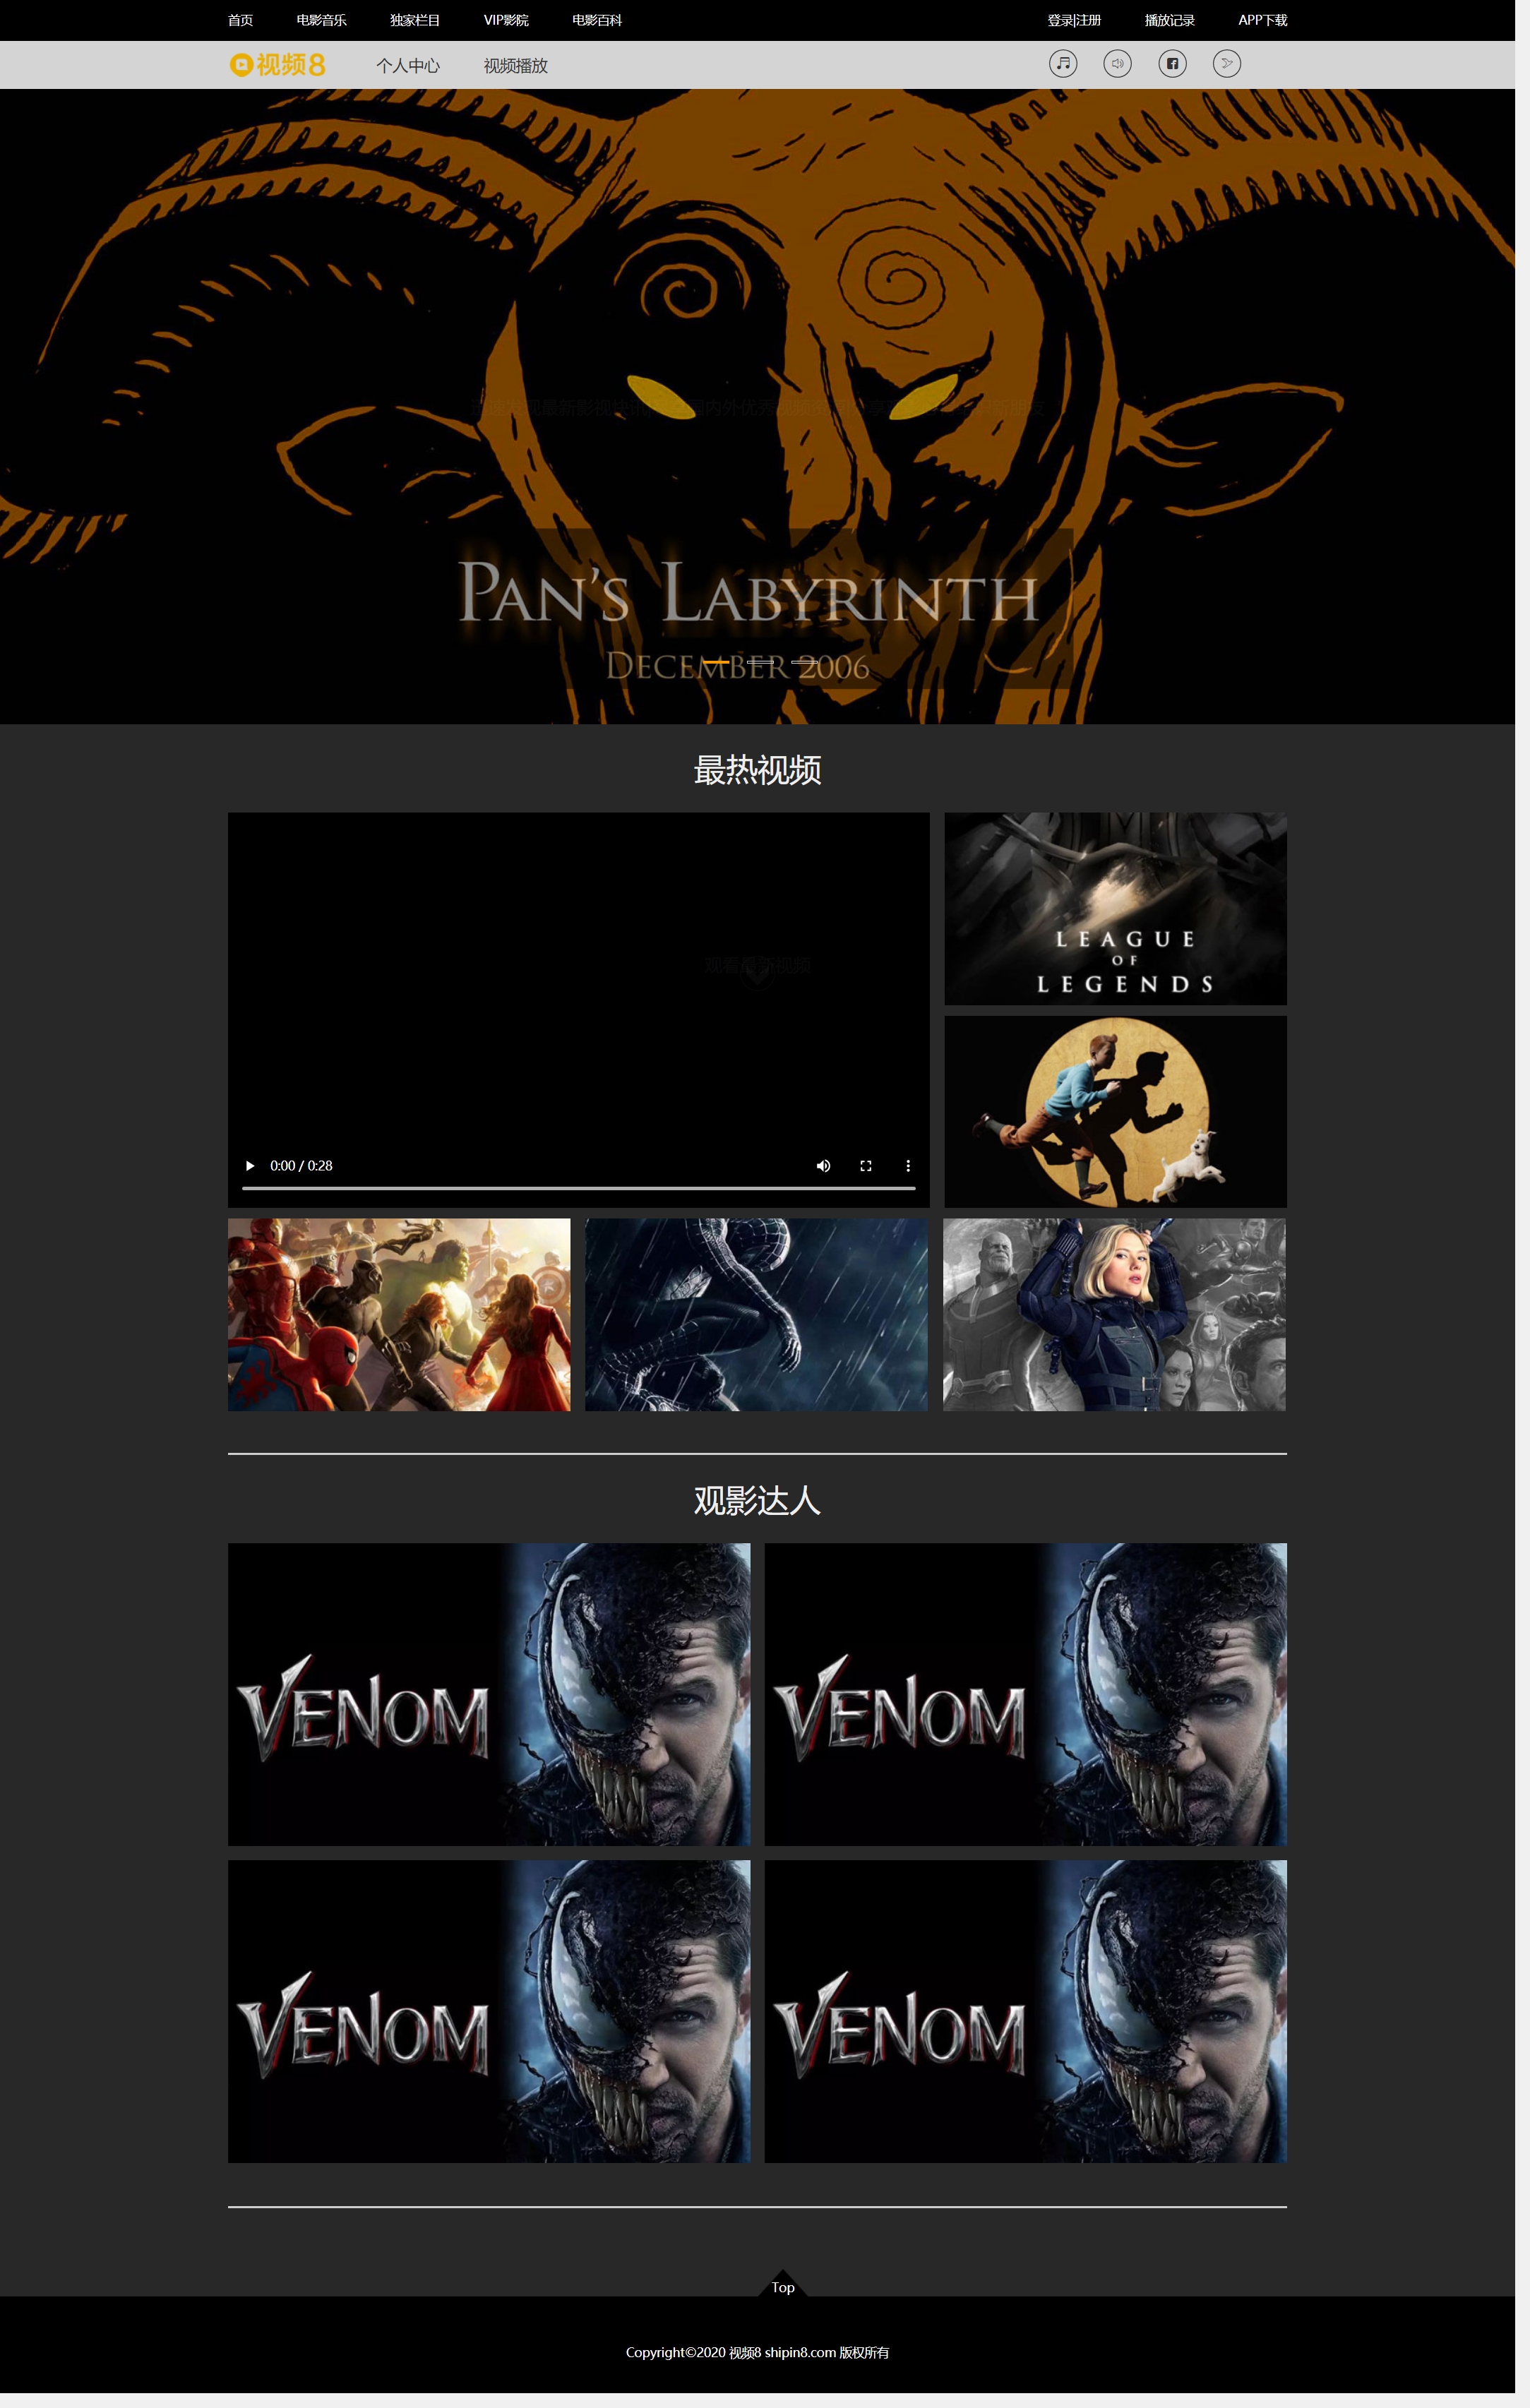 首页 电影音乐 独家栏目 VIP影院 电影百科 登录|注册 播放记录 APP下载
视频8 个人中心 视频播放
PAN'S LABYRINTH
DECEMBER 2006
最热视频
LEAGUE
OF
LEGENDS
观看最新视频
0:00 / 0:28
观影达人
VENOM VENOM
VENOM VENOM
Top
Copyright©2020 视频8 shipin8.com 版权所有